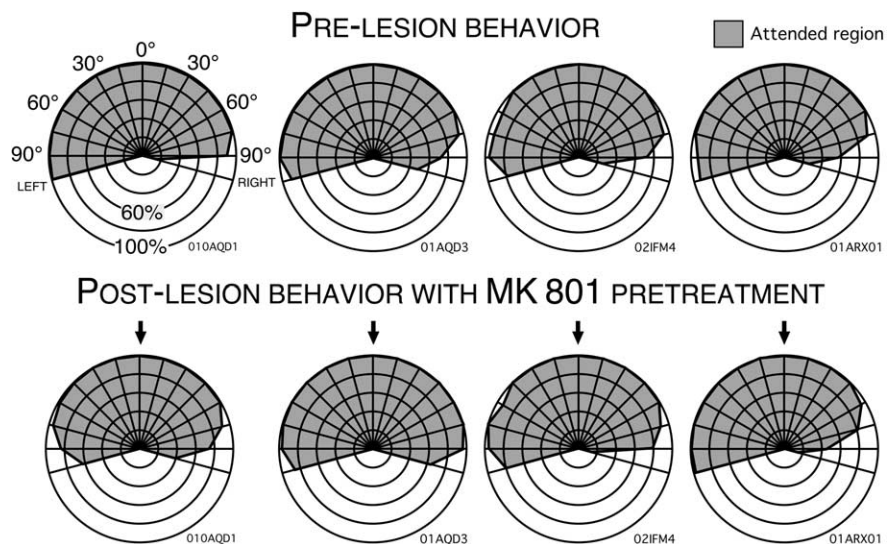 PRE-LESION BEHAVIOR
Attended region
0°
30° 30°
60° 60°
90° 90°
LEFT RIGHT
60%
100%
010AQD1 01AQD3 02IFM4 01ARX01
POST-LESION BEHAVIOR WITH MK 801 PRETREATMENT
010AQD1 01AQD3 02IFM4 01ARX01